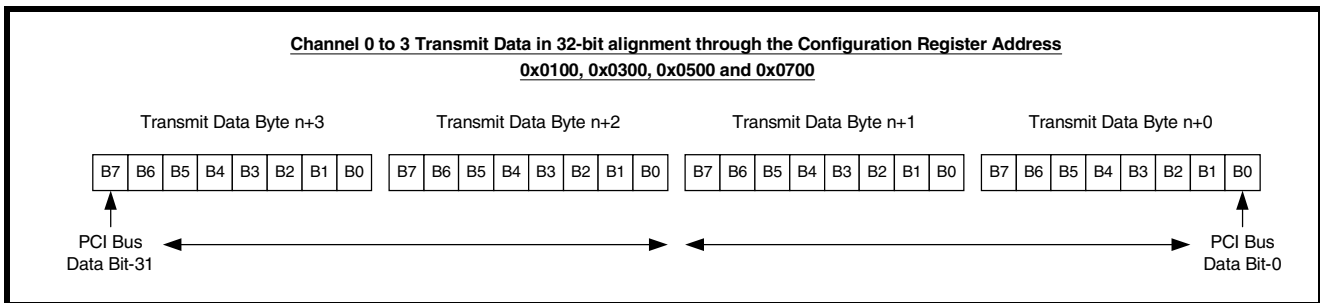 Channel 0 to 3 Transmit Data in 32-bit alignment through the Configuration Register Address
0x0100, 0x0300, 0x0500 and 0x0700
Transmit Data Byte n+3 Transmit Data Byte n+2 Transmit Data Byte n+1 Transmit Data Byte n+0
B7 B6 B5 B4 B3 B2 B1 B0 B7 B6 B5 B4 B3 B2 B1 B0 B7 B6 B5 B4 B3 B2 B1 B0 B7 B6 B5 B4 B3 B2 B1 B0
PCI Bus PCI Bus
Data Bit-31 Data Bit-0